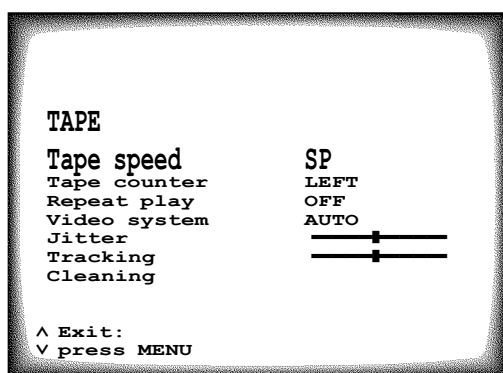 TAPE
Tape speed SP
Tape counter LEFT
Repeat play OFF
Video system AUTO
Jitter
Tracking
Cleaning
∧ Exit:
∨ press MENU